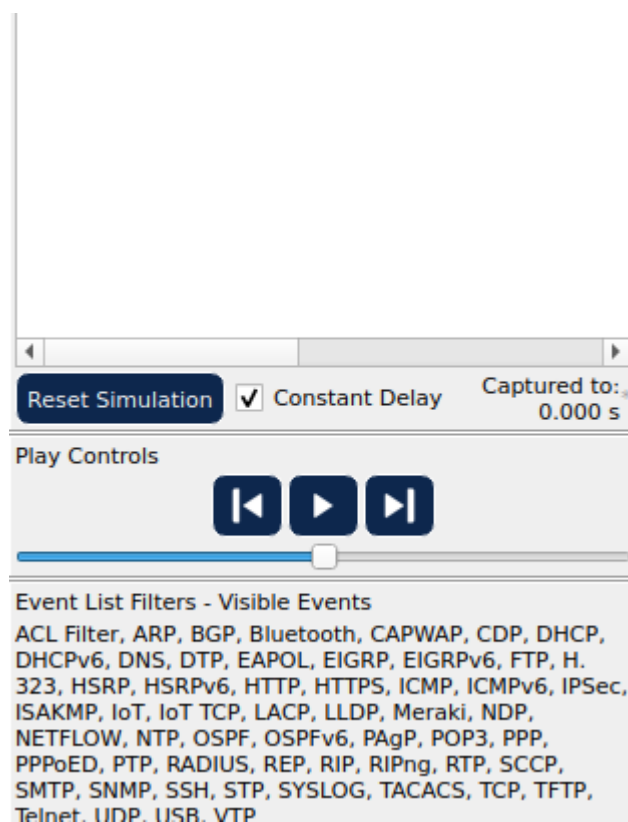 Reset Simulation
Constant Delay
Captured to:
0.000 s
Play Controls
Event List Filters - Visible Events
ACL Filter, ARP, BGP, Bluetooth, CAPWAP, CDP, DHCP,
DHCPv6, DNS, DTP, EAPOL, EIGRP, EIGRPv6, FTP, H.
323, HSRP, HSRPv6, HTTP, HTTPS, ICMP, ICMPv6, IPSec,
ISAKMP, IoT, IoT TCP, LACP, LLDP, Meraki, NDP,
NETFLOW, NTP, OSPF, OSPFv6, PAgP, POP3, PPP,
PPPoED, PTP, RADIUS, REP, RIP, RIPng, RTP, SCCP,
SMTP, SNMP, SSH, STP, SYSLOG, TACACS, TCP, TFTP,
Telnet, UDP, USB, VTP